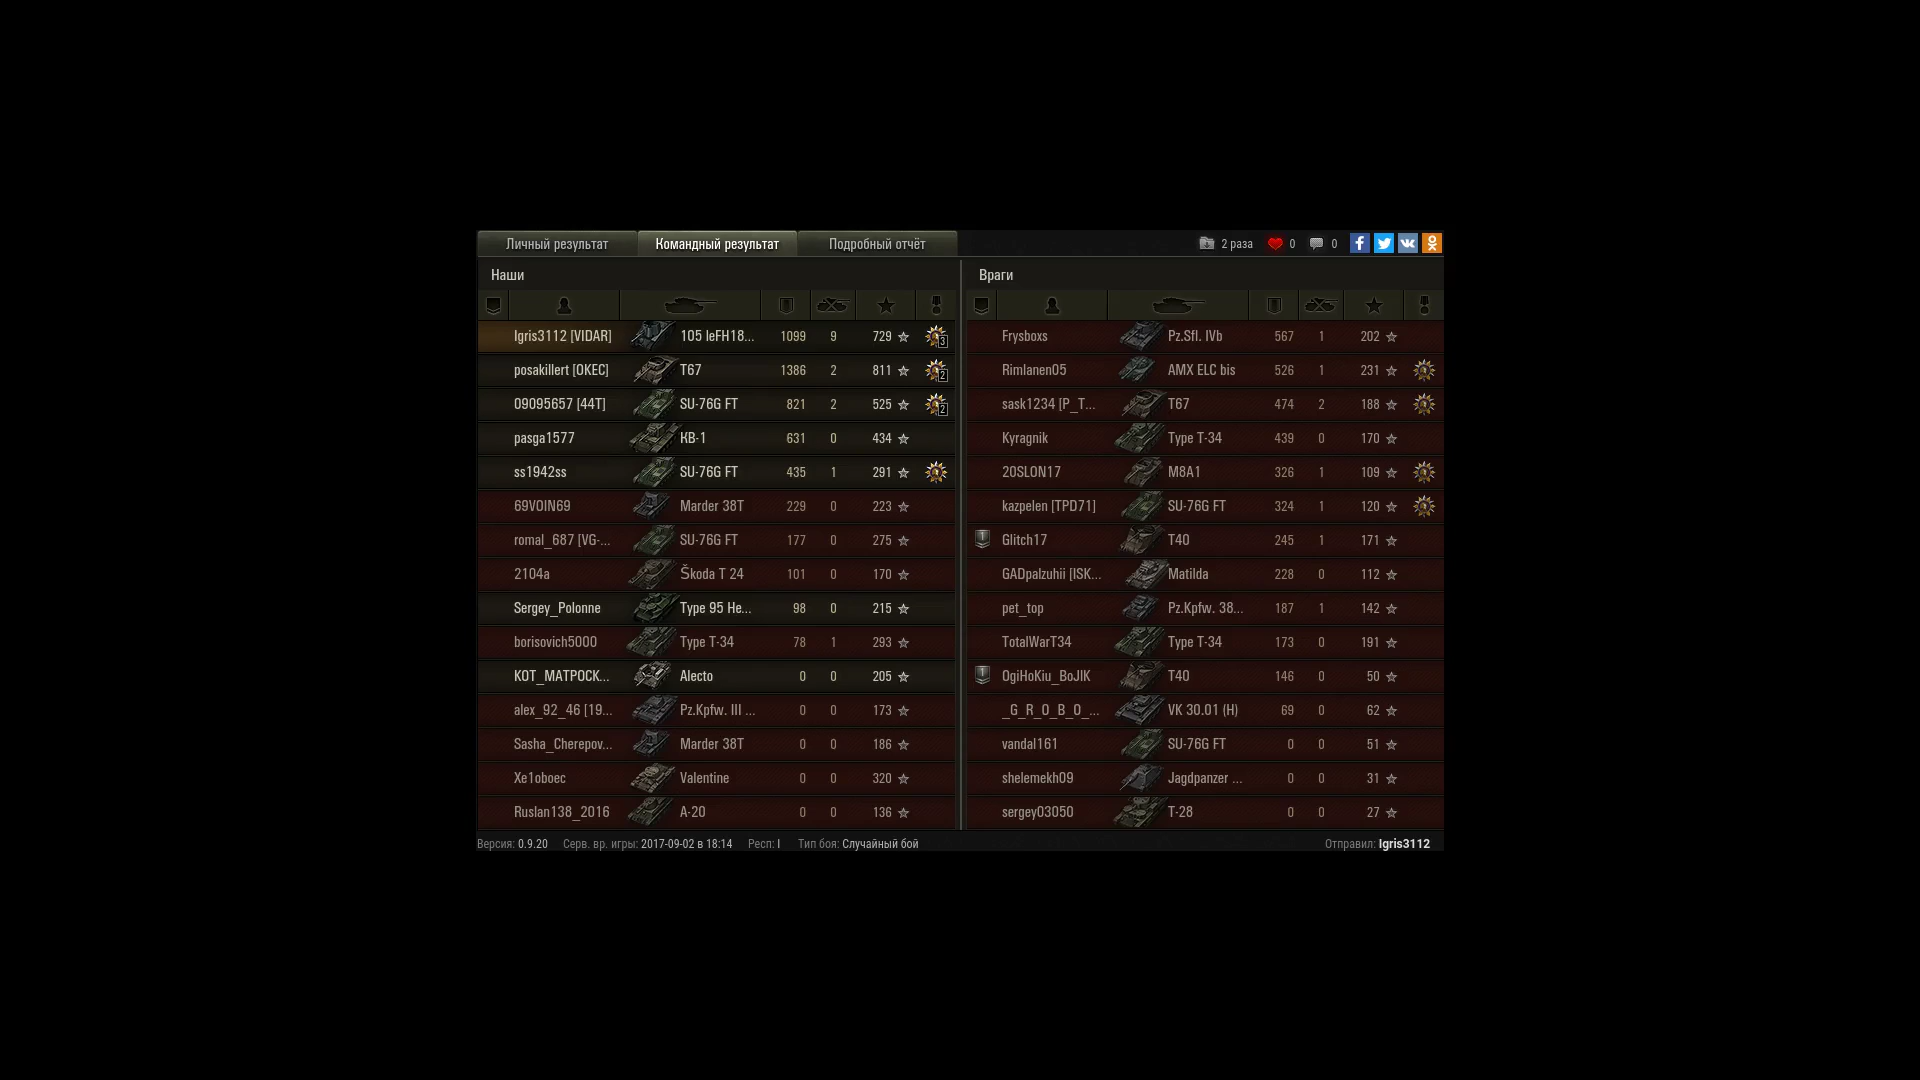 Личный результат Командный результат Подробный отчёт 2 раза 0 0
Наши Враги
Igris3112 [VIDAR] 105 leFH18... 1099 9 729 3 Frysboxs Pz.Sfl. IVb 567 1 202
posakillert [OKEC] T67 1386 2 811 2 Rimlanen05 AMX ELC bis 526 1 231
09095657 [44T] SU-76G FT 821 2 525 2 sask1234 [P_T... T67 474 2 188
pasga1577 КВ-1 631 0 434 Kyragnik Type T-34 439 0 170
ss1942ss SU-76G FT 435 1 291 20SLON17 M8A1 326 1 109
69VOIN69 Marder 38T 229 0 223 kazpelen [TPD71] SU-76G FT 324 1 120
romal_687 [VG-... SU-76G FT 177 0 275 Glitch17 T40 245 1 171
2104a Škoda T 24 101 0 170 GADpalzuhii [ISK... Matilda 228 0 112
Sergey_Polonne Type 95 He... 98 0 215 pet_top Pz.Kpfw. 38... 187 1 142
borisovich5000 Type T-34 78 1 293 TotalWarT34 Type T-34 173 0 191
KOT_MATPOCK... Alecto 0 0 205 OgiHoKiu_BoJIK T40 146 0 50
alex_92_46 [19... Pz.Kpfw. III ... 0 0 173 _G_R_O_B_O_... VK 30.01 (H) 69 0 62
Sasha_Cherepov... Marder 38T 0 0 186 vandal161 SU-76G FT 0 0 51
Xe1oboec Valentine 0 0 320 shelemekh09 Jagdpanzer ... 0 0 31
Ruslan138_2016 А-20 0 0 136 sergey03050 Т-28 0 0 27
Версия: 0.9.20 Серв. вр. игры: 2017-09-02 в 18:14 Респ: I Тип боя: Случайный бой Отправил: Igris3112